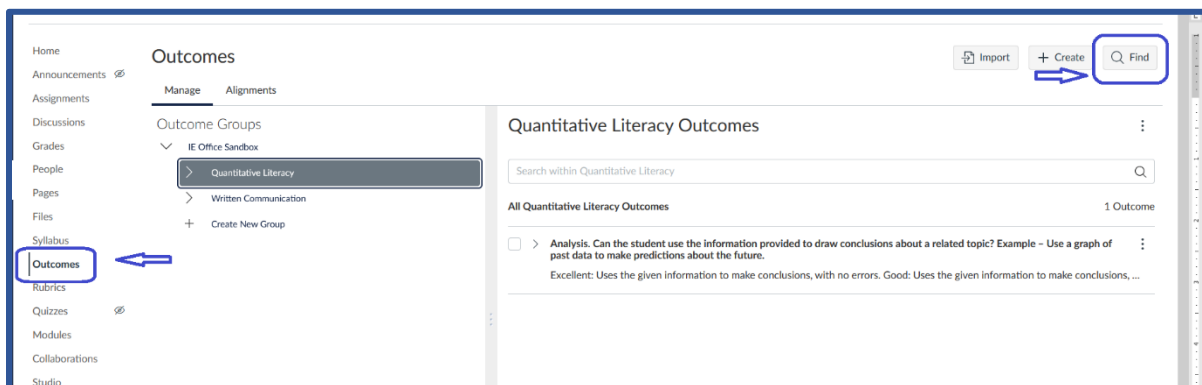 Home
Announcements
Assignments
Discussions
Grades
People
Pages
Files
Syllabus
Outcomes
Rubrics
Quizzes
Modules
Collaborations
Studio
Outcomes
Import
+ Create
Find
Manage
Alignments
Outcome Groups
IE Office Sandbox
Quantitative Literacy
Written Communication
+ Create New Group
Quantitative Literacy Outcomes
Search within Quantitative Literacy
All Quantitative Literacy Outcomes
1 Outcome
Analysis. Can the student use the information provided to draw conclusions about a related topic? Example – Use a graph of
past data to make predictions about the future.
Excellent: Uses the given information to make conclusions, with no errors. Good: Uses the given information to make conclusions, ...